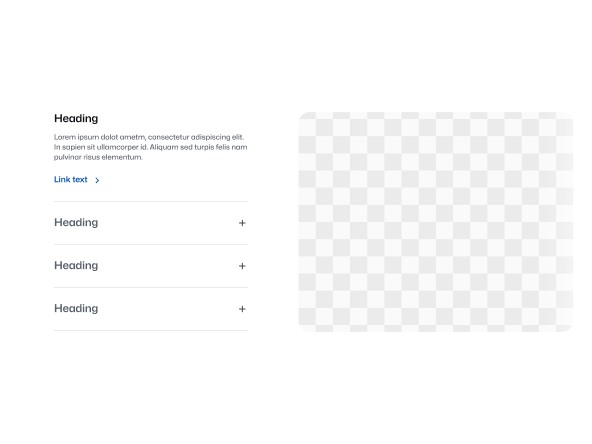 Heading
Lorem ipsum dolot ametm, consectetur adipiscing elit.
In sapien sit ullamcorper id. Aliquam sed turpis felis nam
pulvinar risus elementum.
Link text
Heading
Heading
Heading